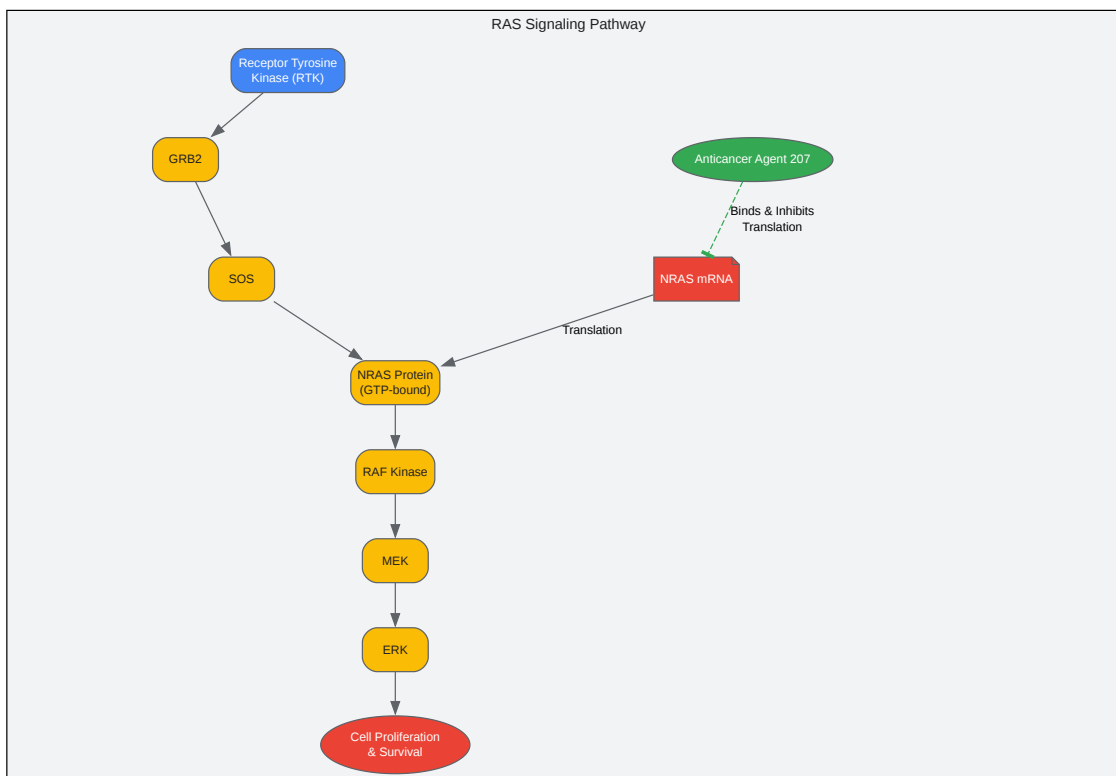 RAS Signaling Pathway
Receptor Tyrosine
Kinase (RTK)
GRB2
Anticancer Agent 207
Binds & Inhibits
Translation
SOS
NRAS mRNA
Translation
NRAS Protein
(GTP-bound)
RAF Kinase
MEK
ERK
Cell Proliferation
& Survival